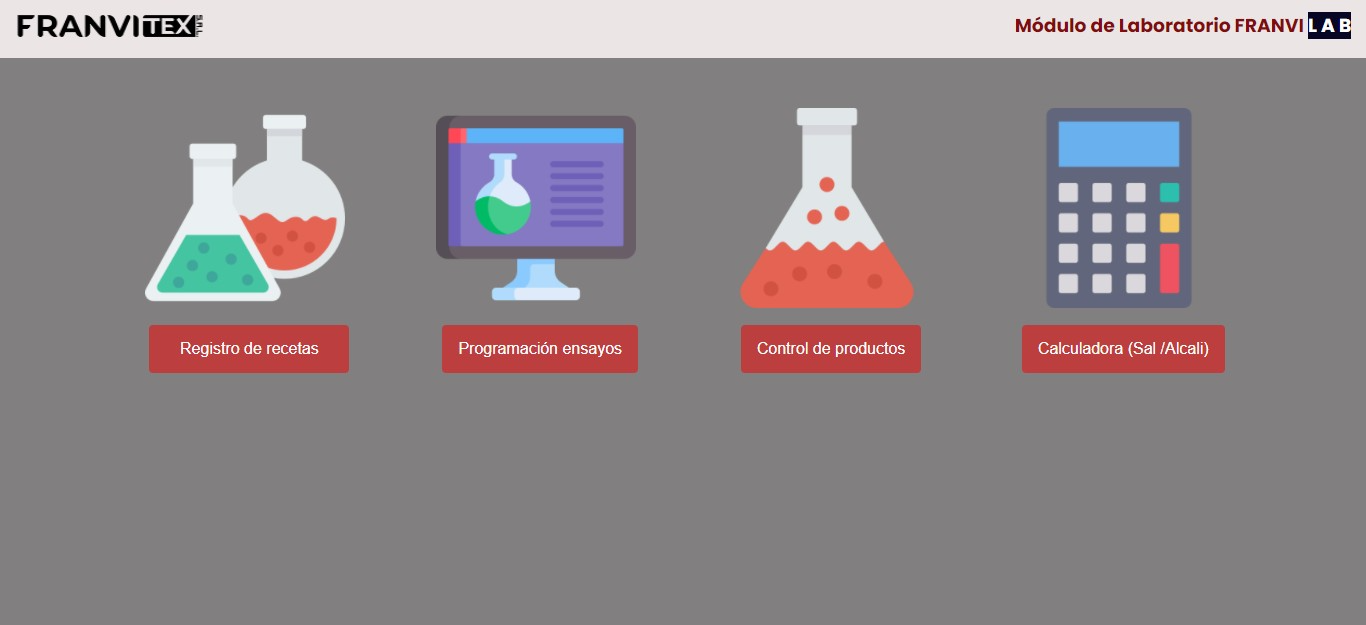 FRANVITEX
Módulo de Laboratorio FRANVI LAB
Registro de recetas
Programación ensayos
Control de productos
Calculadora (Sal /Alcali)